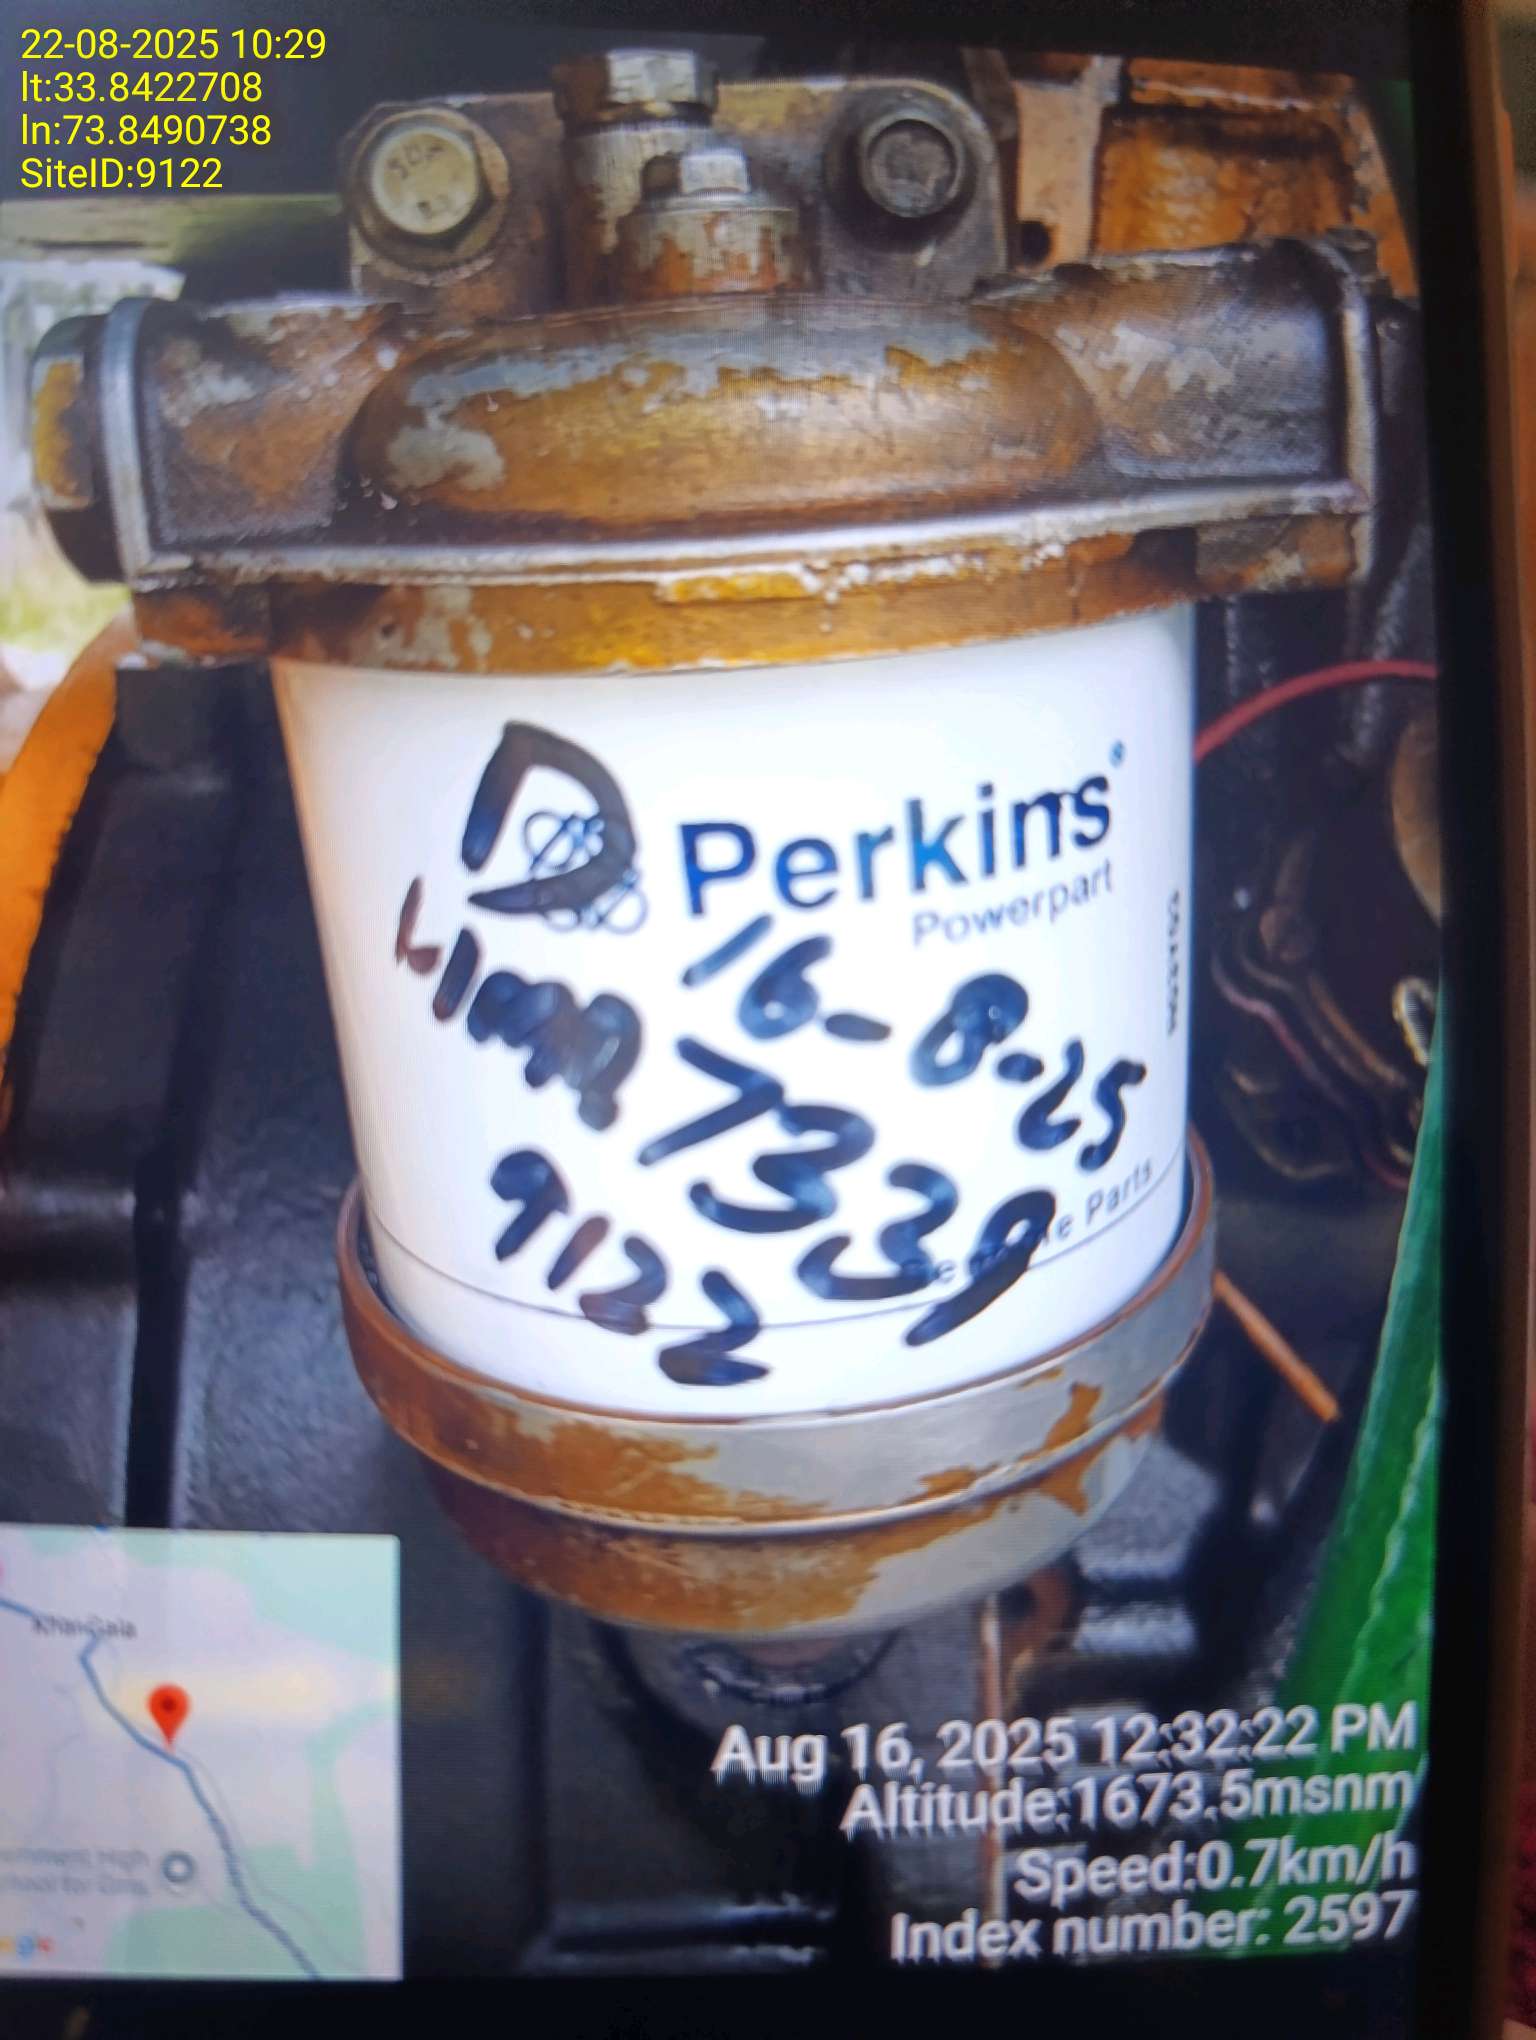 22-08-2025 10:29
lt:33.8422708
ln:73.8490738
SiteID:9122
D
Perkins®
Powerpart
16-8-25
7339
9122
Parts
Aug 16, 2025 12:32:22 PM
Altitude:1673.5msnm
Speed:0.7km/h
Index number: 2597